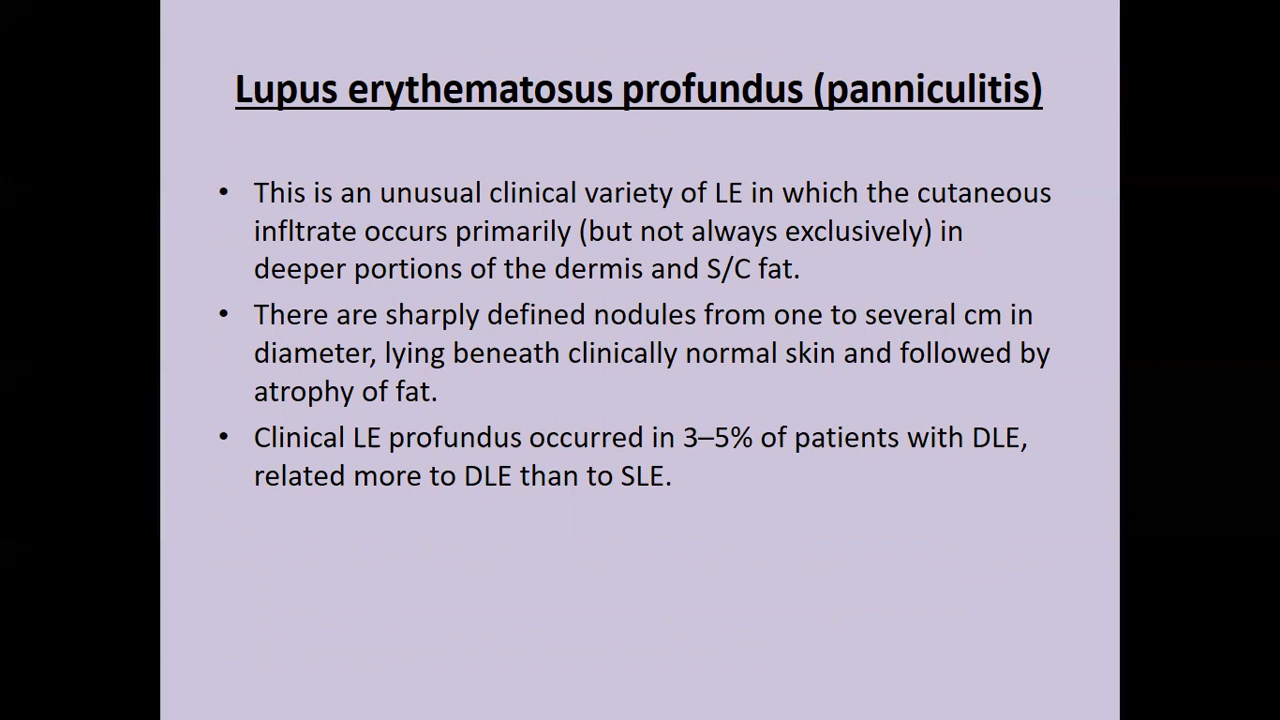 Lupus erythematosus profundus (panniculitis)
• This is an unusual clinical variety of LE in which the cutaneous
infltrate occurs primarily (but not always exclusively) in
deeper portions of the dermis and S/C fat.
• There are sharply defined nodules from one to several cm in
diameter, lying beneath clinically normal skin and followed by
atrophy of fat.
• Clinical LE profundus occurred in 3–5% of patients with DLE,
related more to DLE than to SLE.